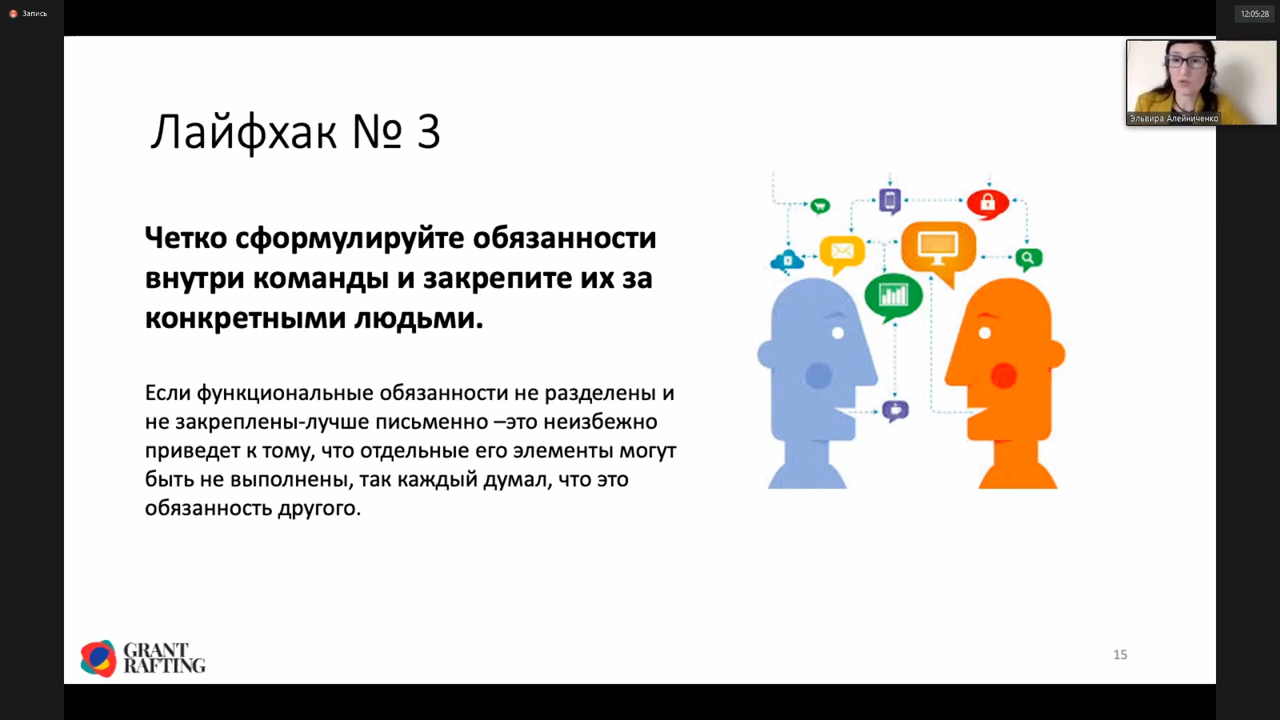 Запись
12:05:28
Эльвира Алейниченко
Лайфхак № 3
Четко сформулируйте обязанности
внутри команды и закрепите их за
конкретными людьми.
Если функциональные обязанности не разделены и
не закреплены-лучше письменно –это неизбежно
приведет к тому, что отдельные его элементы могут
быть не выполнены, так каждый думал, что это
обязанность другого.
GRANT
RAFTING
15